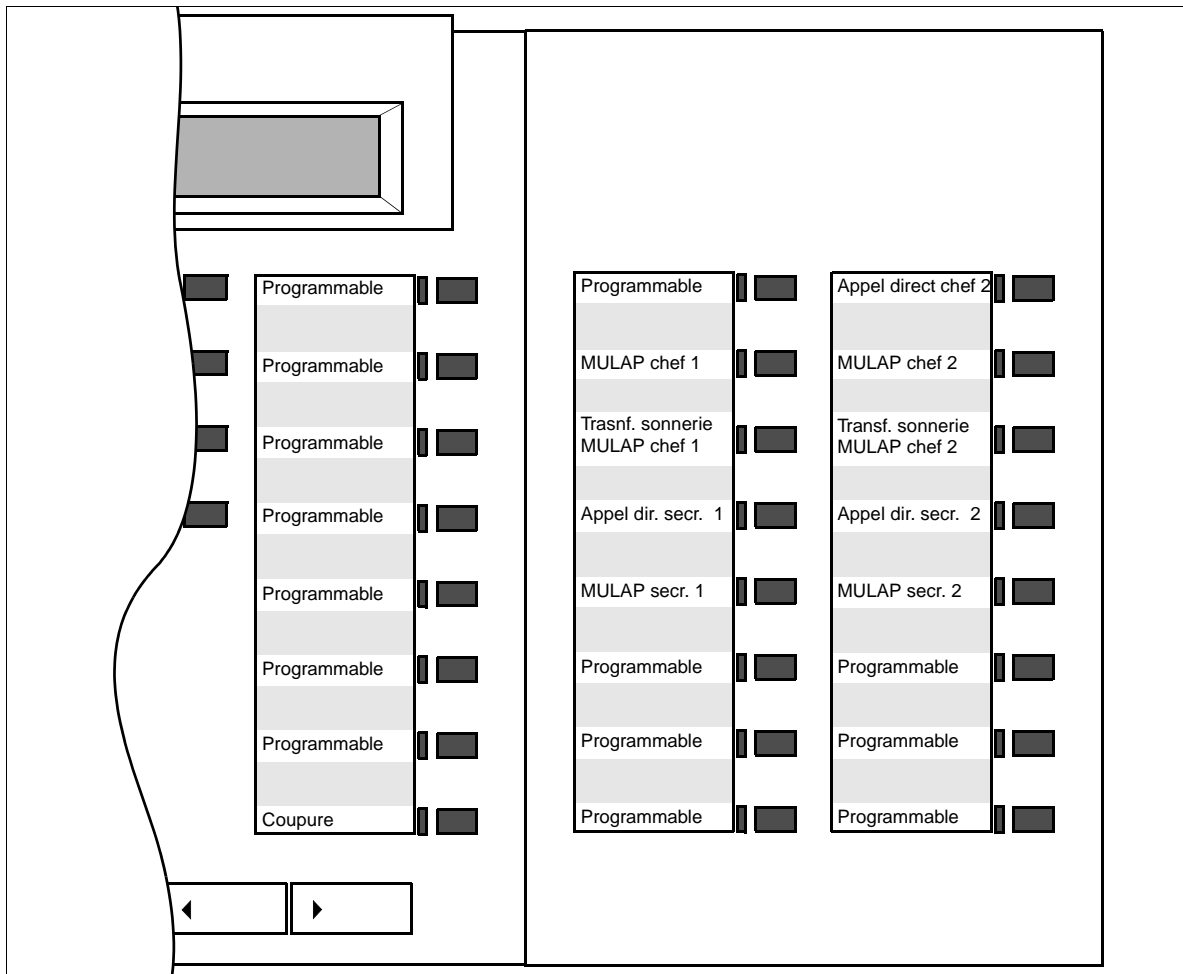 Programmable
Programmable
Programmable
Programmable
Programmable
Programmable
Programmable
Coupure
Programmable
MULAP chef 1
Trasnf. sonnerie
MULAP chef 1
Appel dir. secr. 1
MULAP secr. 1
Programmable
Programmable
Programmable
Appel direct chef 2
MULAP chef 2
Transf. sonnerie
MULAP chef 2
Appel dir. secr. 2
MULAP secr. 2
Programmable
Programmable
Programmable